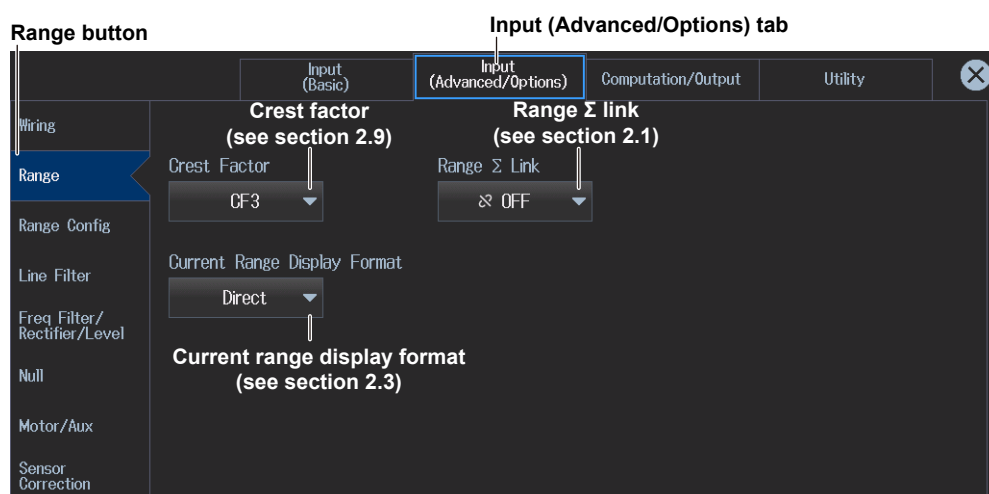 Range button
Input (Advanced/Options) tab
Input
(Basic)
Input
(Advanced/Options)
Computation/Output
Utility
Wiring
Range
Range Config
Line Filter
Freq Filter/
Rectifier/Level
Null
Motor/Aux
Sensor
Correction
Crest factor
(see section 2.9)
Range Σ link
(see section 2.1)
Crest Factor
CF3
Range Σ Link
OFF
Current Range Display Format
Direct
Current range display format
(see section 2.3)